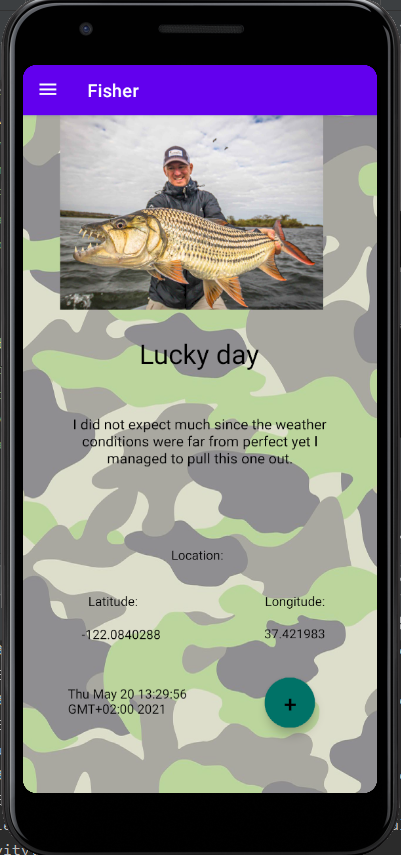 Fisher
Lucky day
I did not expect much since the weather
conditions were far from perfect yet I
managed to pull this one out.
Location:
Latitude: Longitude:
-122.0840288 37.421983
Thu May 20 13:29:56
GMT+02:00 2021
+